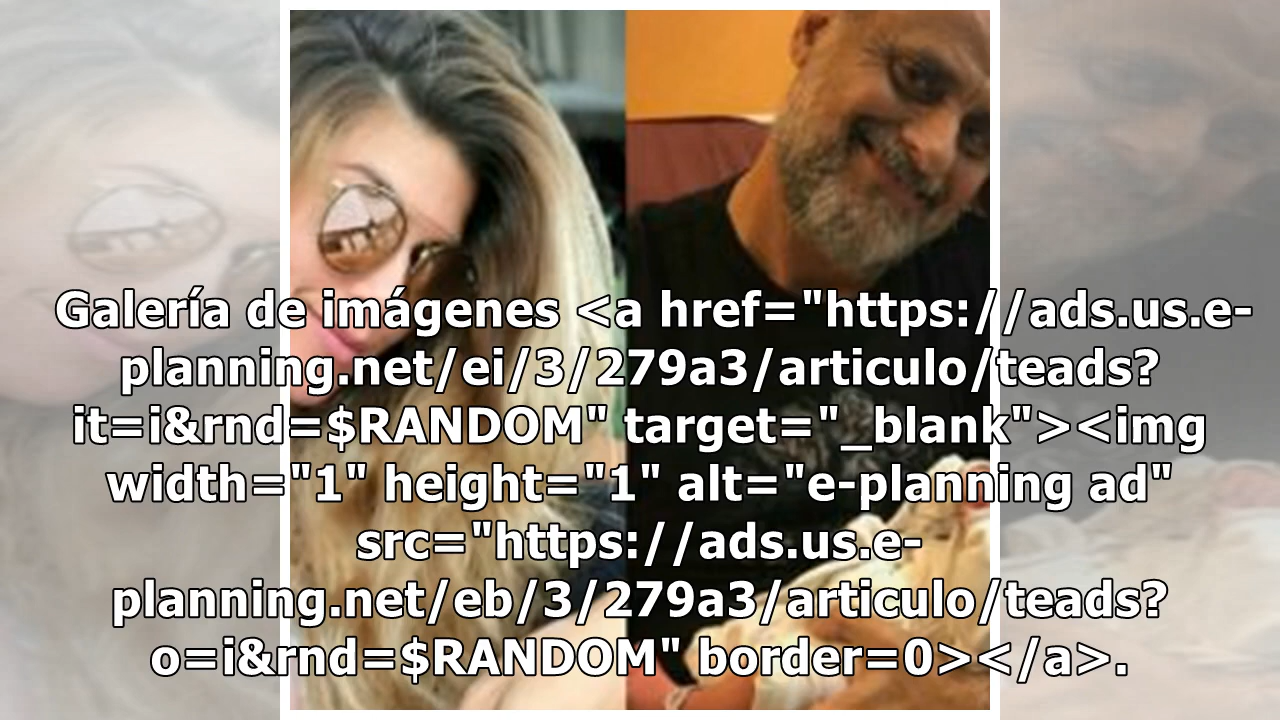 Galería de imágenes <a href="https://ads.us.e-
planning.net/ei/3/279a3/articulo/teads?
it=i&rnd=$RANDOM" target="_blank"><img
width="1" height="1" alt="e-planning ad"
src="https://ads.us.e-
planning.net/eb/3/279a3/articulo/teads?
o=i&rnd=$RANDOM" border=0></a>.